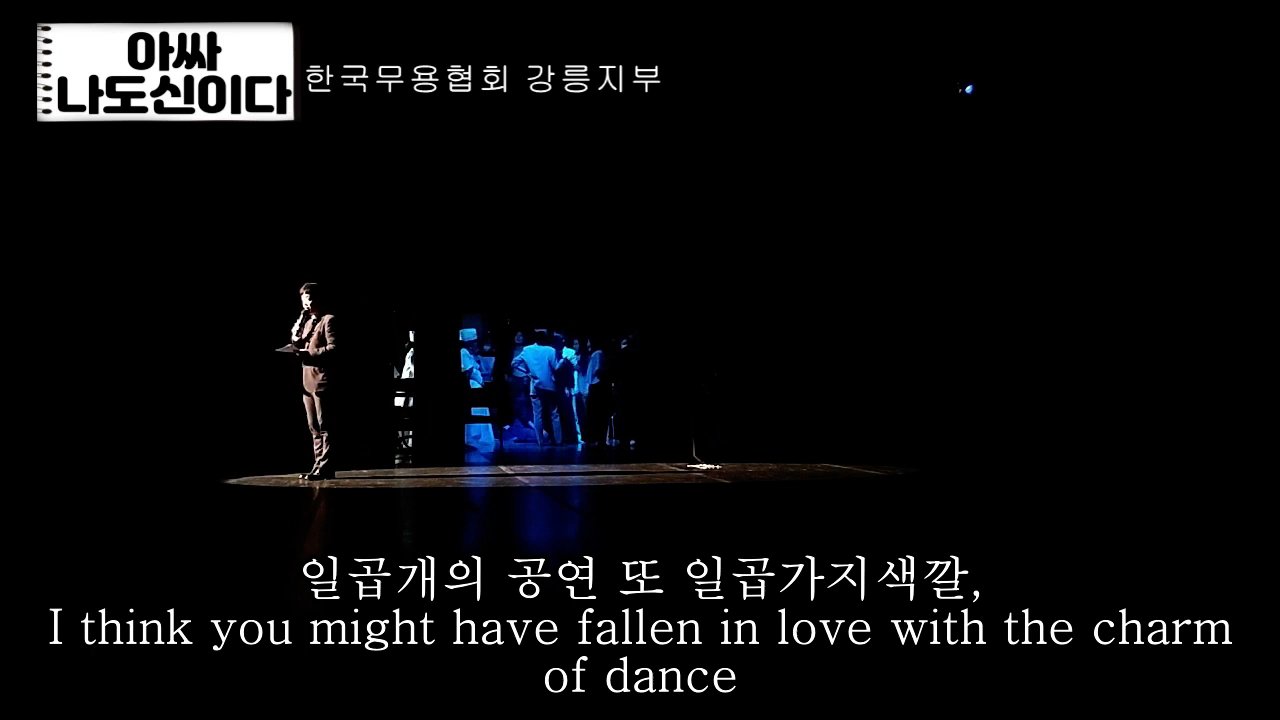 아싸
나도신이다
한국무용협회 강릉지부
일곱개의 공연 또 일곱가지색깔,
I think you might have fallen in love with the charm
of dance